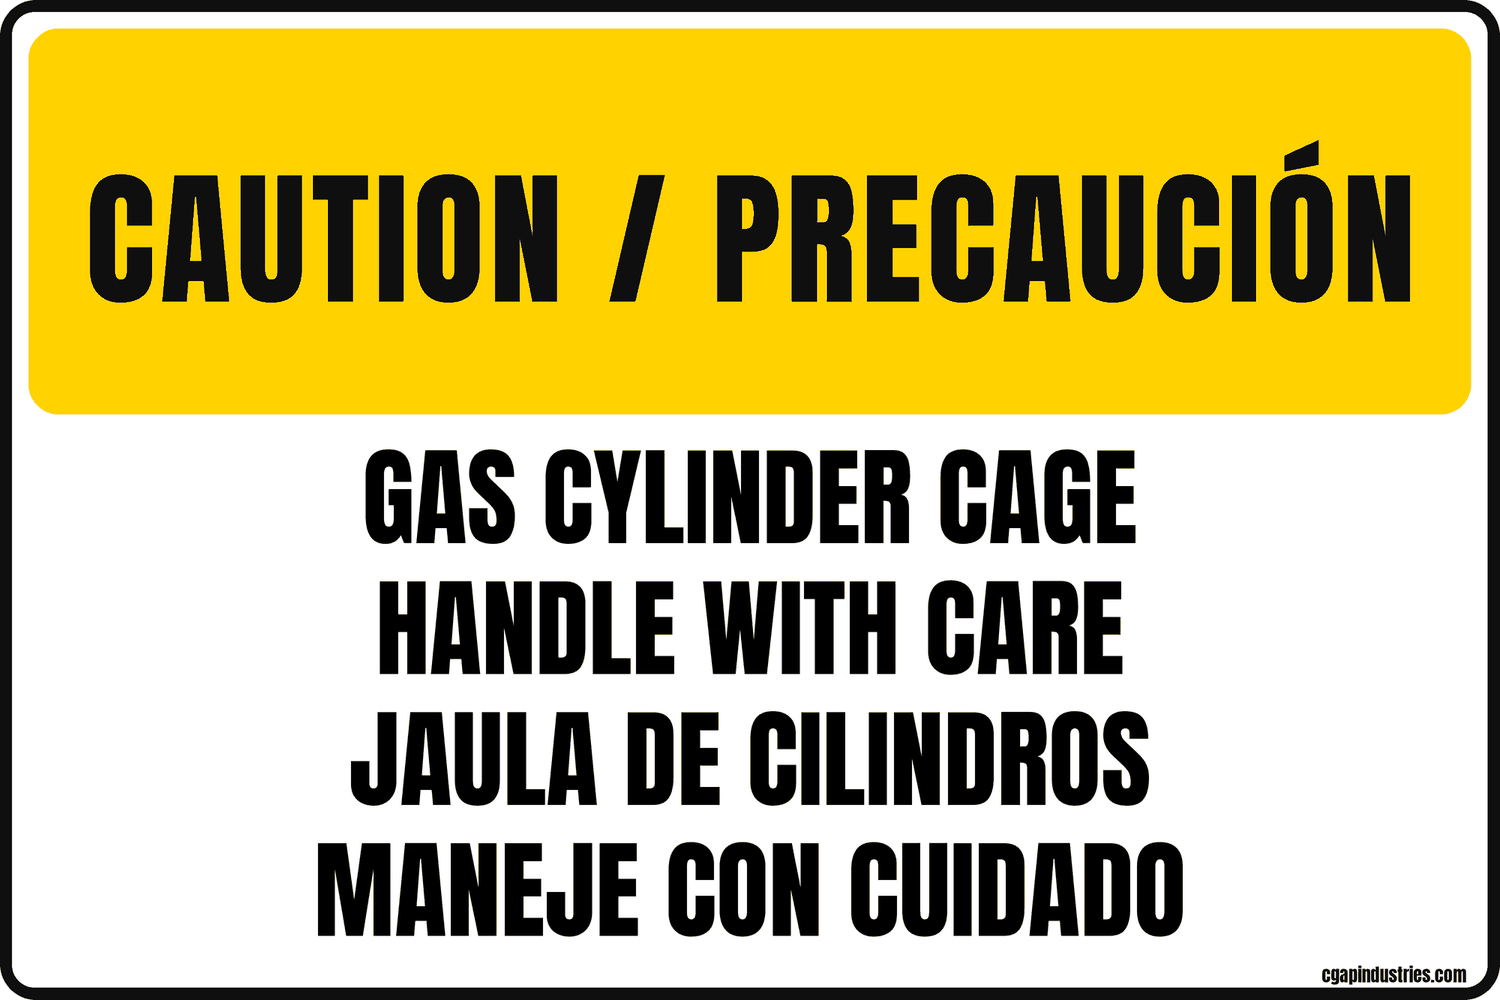 CAUTION / PRECAUCIÓN
GAS CYLINDER CAGE
HANDLE WITH CARE
JAULA DE CILINDROS
MANEJE CON CUIDADO
cgapindustries.com